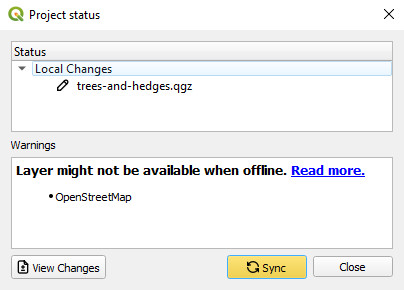 Project status
Status
Local Changes
trees-and-hedges.qgz
Warnings
Layer might not be available when offline. Read more.
• OpenStreetMap
View Changes
Sync
Close